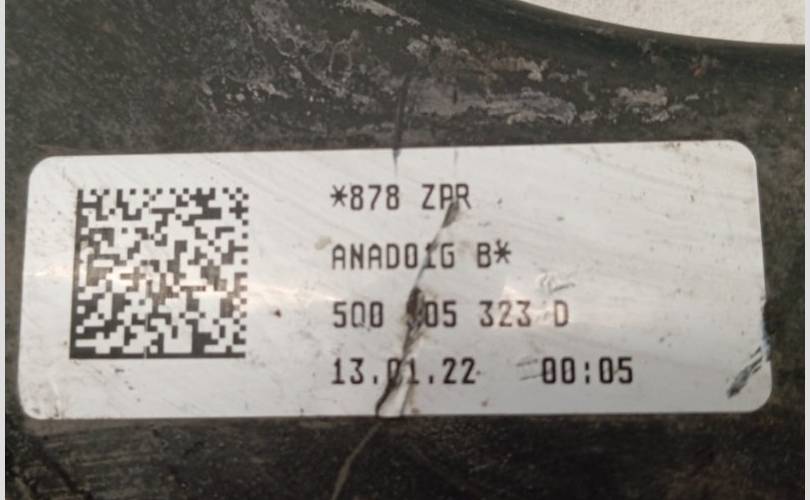 *878 ZPR
ANAD01G B*
5Q0 323 D
13.01.22 00:05